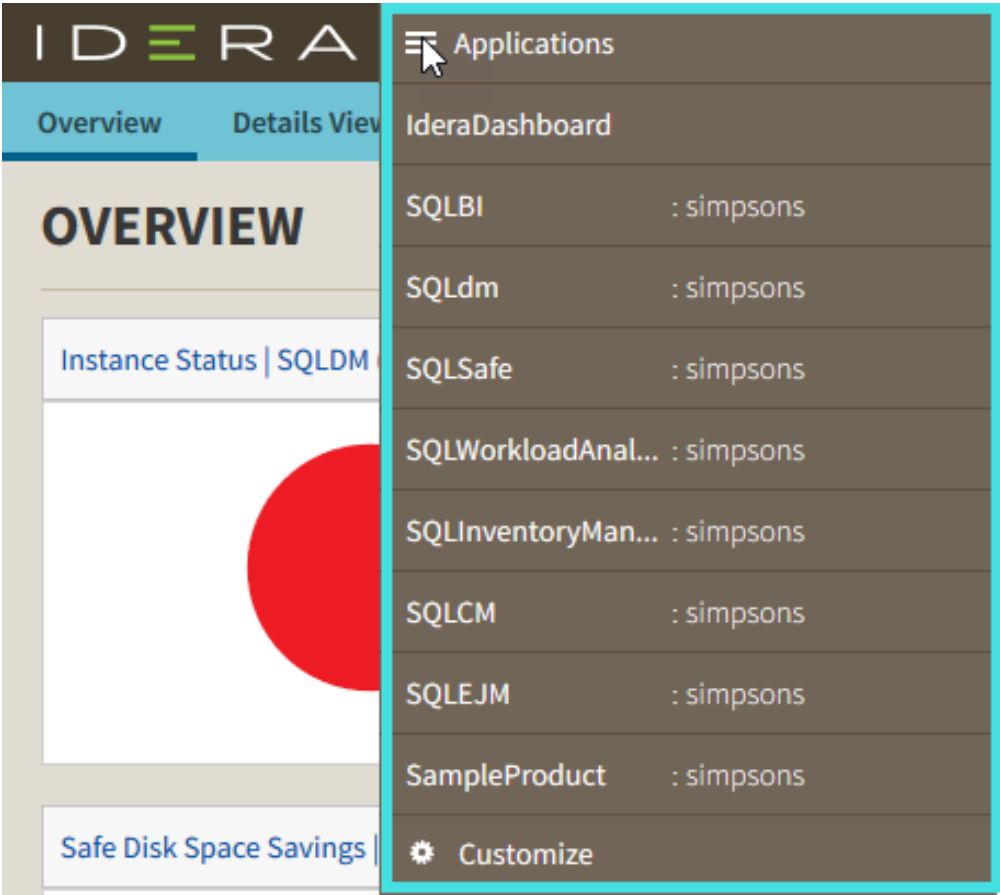 IDERA
Overview
Details View
OVERVIEW
Instance Status | SQLDM
Safe Disk Space Savings |
Applications
IderaDashboard
SQLBI : simpsons
SQLdm : simpsons
SQLSafe : simpsons
SQLWorkloadAnal... : simpsons
SQLInventoryMan... : simpsons
SQLCM : simpsons
SQLEJM : simpsons
SampleProduct : simpsons
Customize